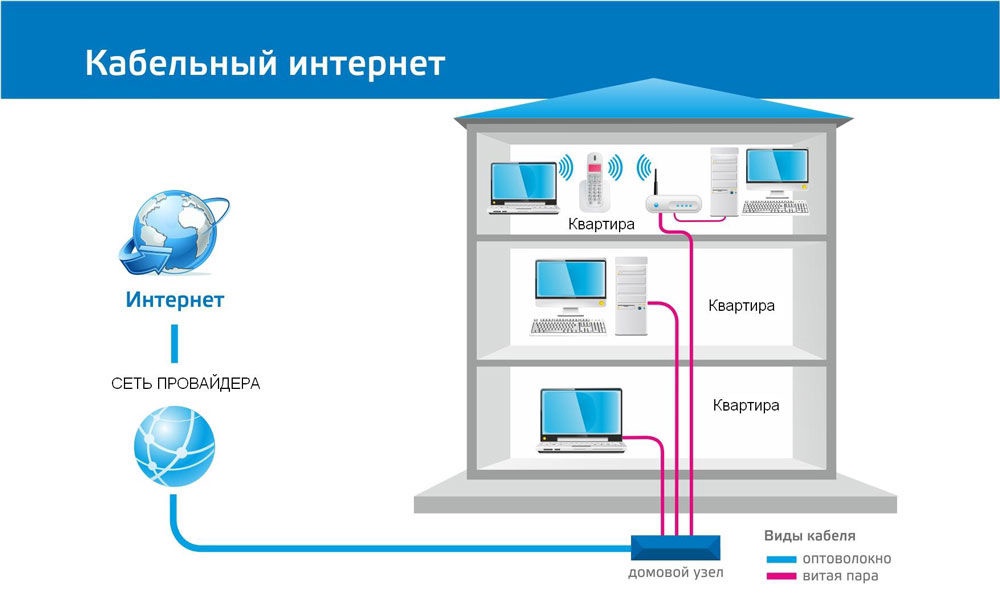 Кабельный интернет
Квартира
Интернет
Квартира
СЕТЬ ПРОВАЙДЕРА
Квартира
Виды кабеля
оптоволокно
домовой узел
витая пара